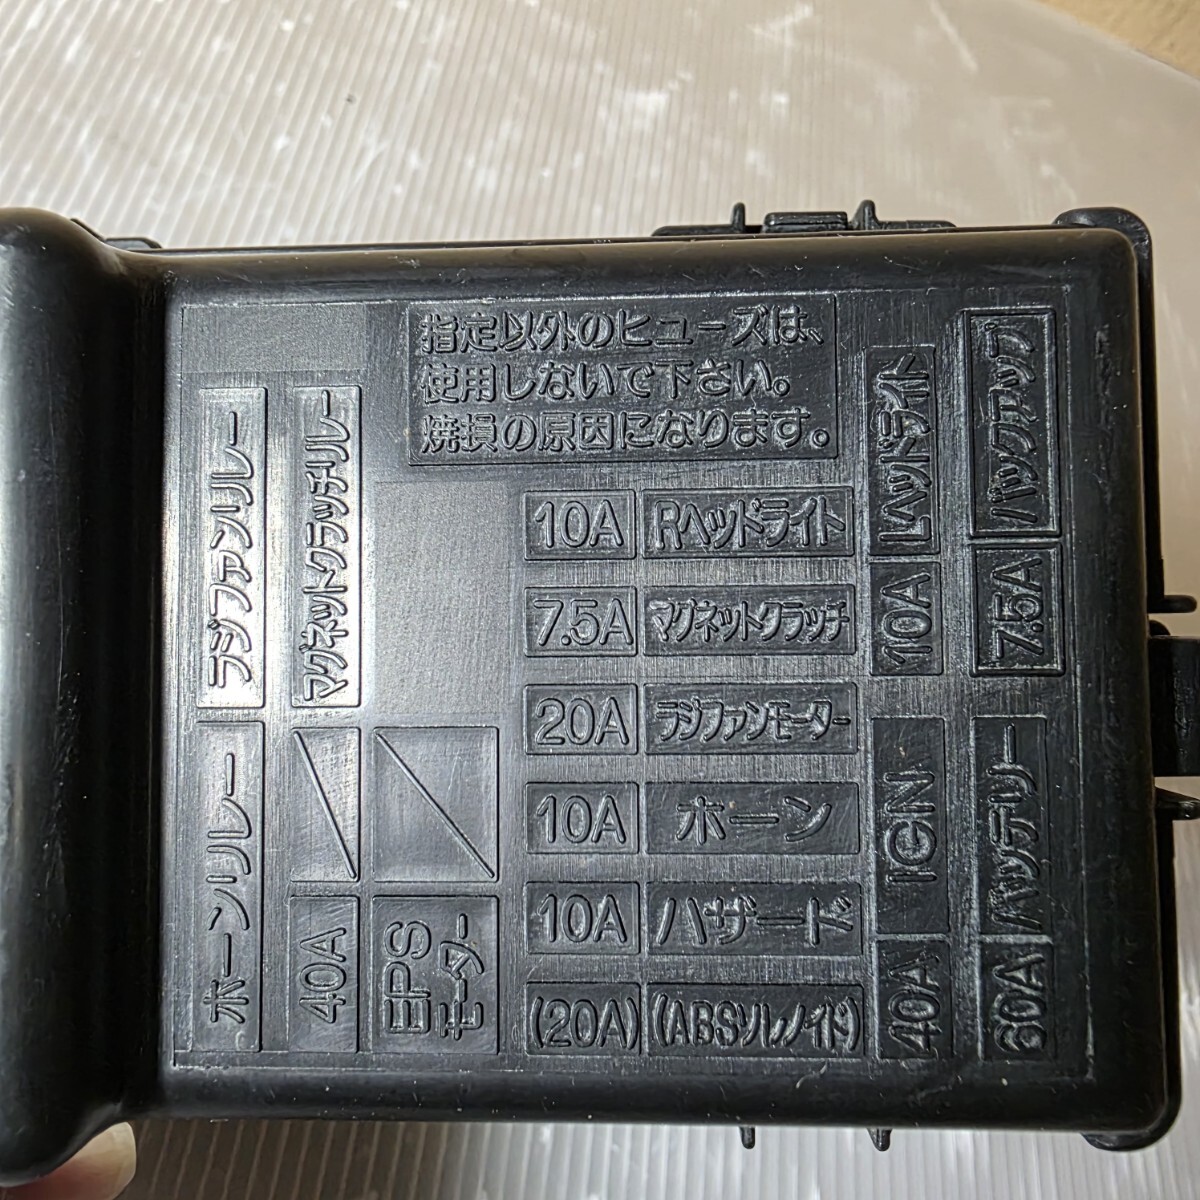 指定以外のヒューズは、
使用しないで下さい。
焼損の原因になります。
10A Rヘッドライト
7.5A マグネットクラッチ
20A ラジファンモーター
10A ホーン
10A ハザード
(20A) (ABSソレノイド)
ラジファンリレー
マグネットクラッチリレー
ホーンリレー
40A
EPS
モーター
Lヘッドライト
10A
IGN
40A
バックアップ
7.5A
バッテリー
60A